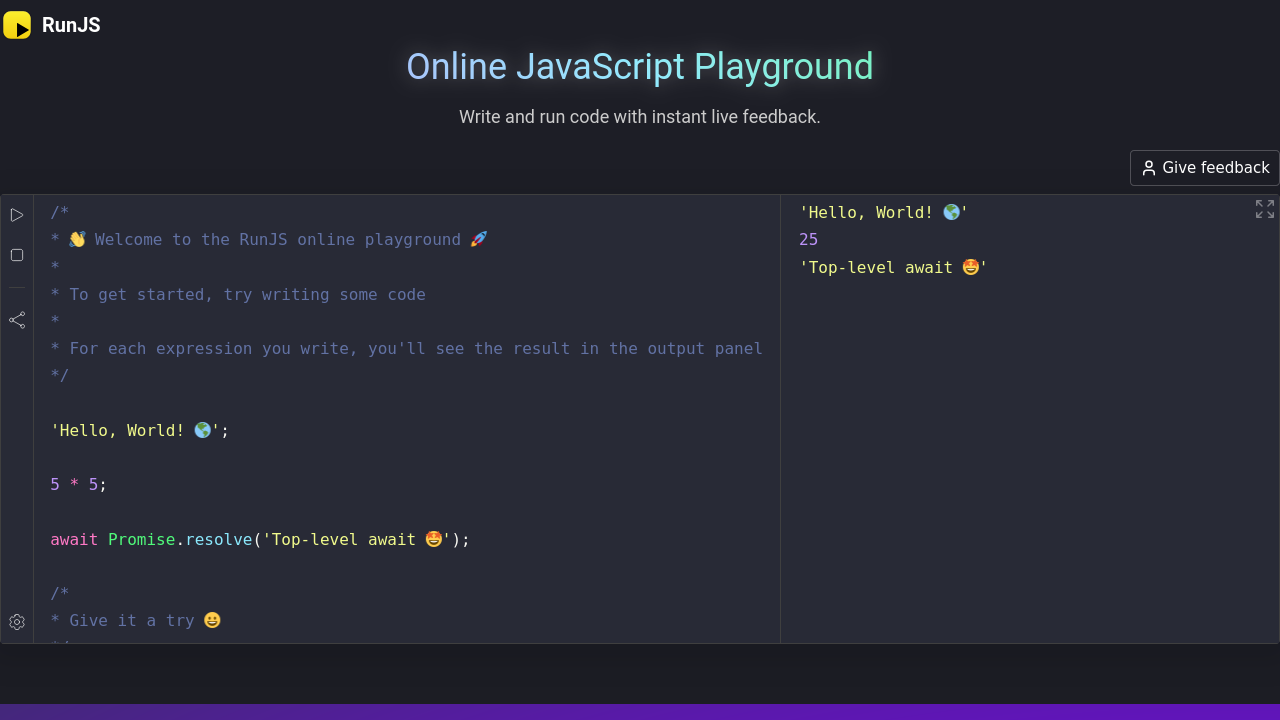 RunJS
Online JavaScript Playground
Write and run code with instant live feedback.
Give feedback
/*
* 👋 Welcome to the RunJS online playground 🚀
*
* To get started, try writing some code
*
* For each expression you write, you'll see the result in the output panel
*/
'Hello, World! 🌎';
5 * 5;
await Promise.resolve('Top-level await 🤩');
/*
* Give it a try 😀
'Hello, World! 🌎'
25
'Top-level await 🤩'